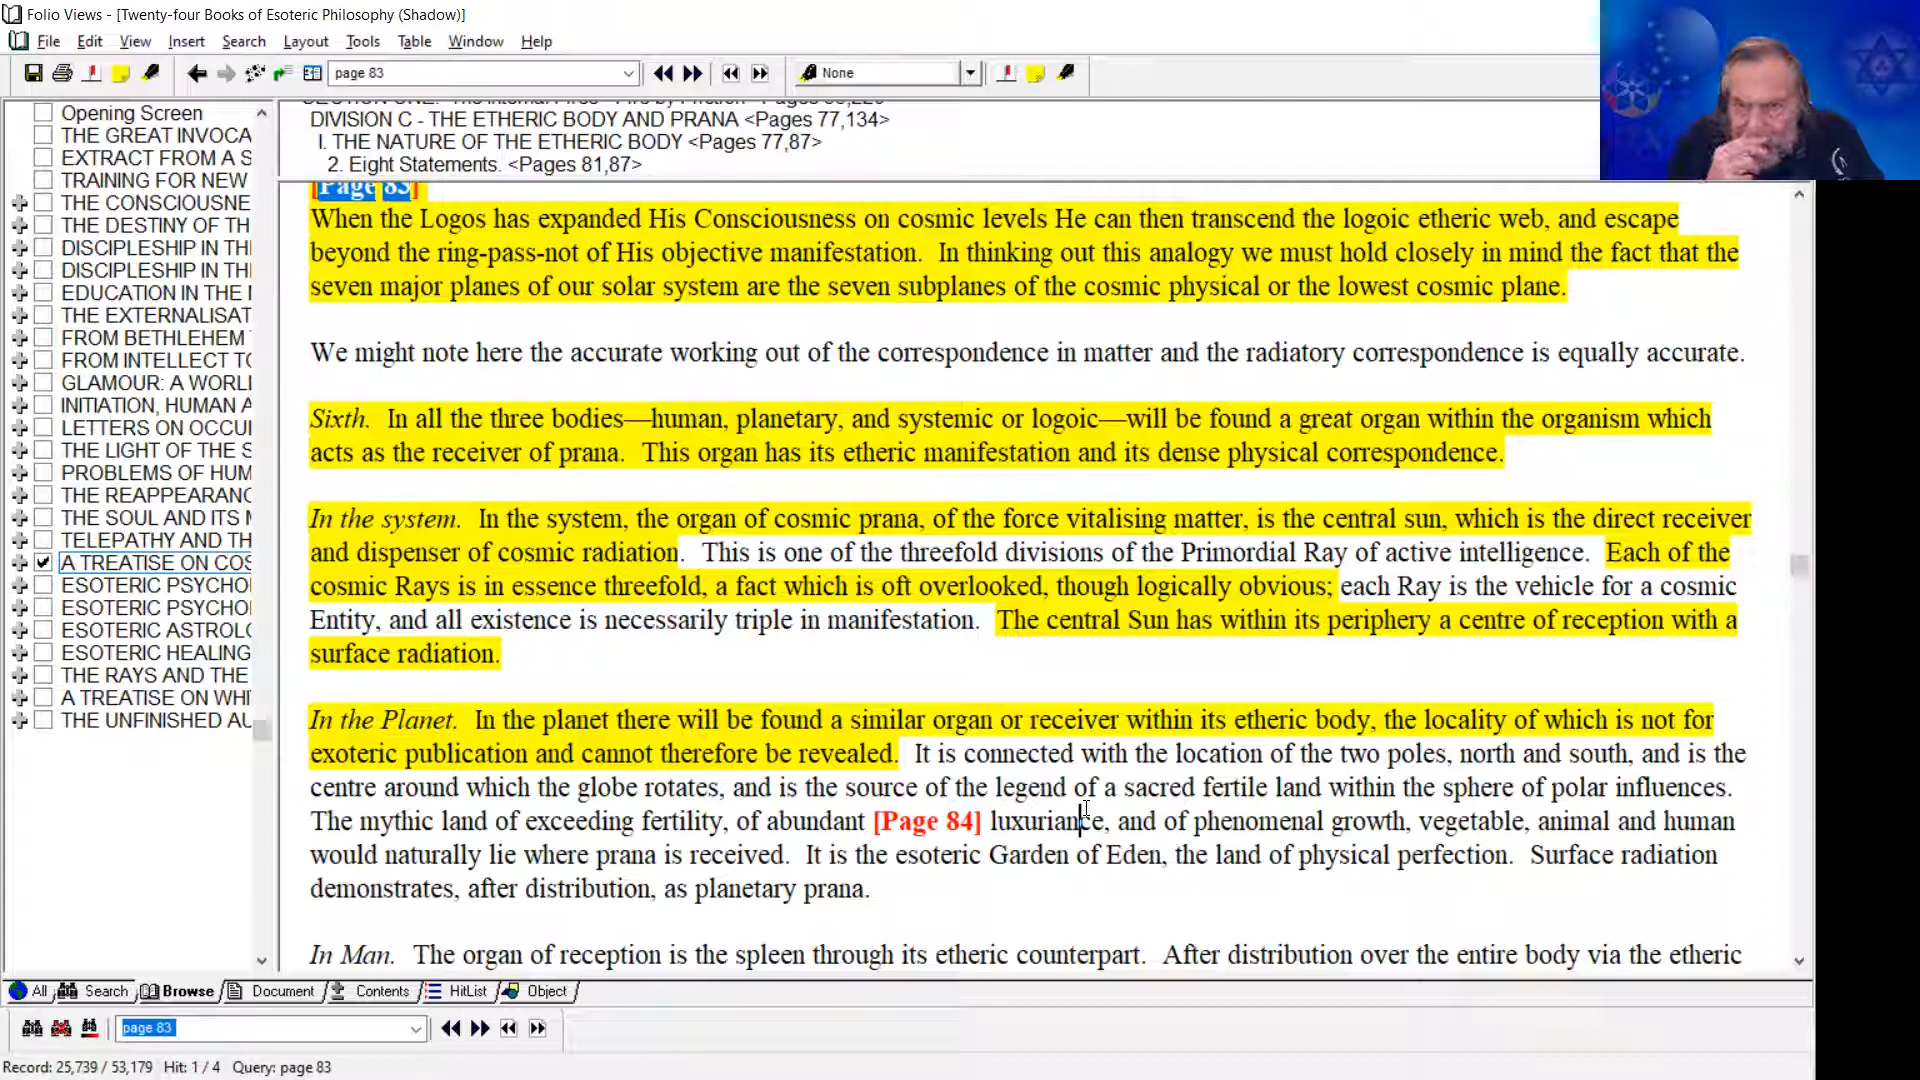 Folio Views - [Twenty-four Books of Esoteric Philosophy (Shadow)]
File Edit View Insert Search Layout Tools Table Window Help
page 83 None
Opening Screen
THE GREAT INVOCA
EXTRACT FROM A S
TRAINING FOR NEW
THE CONSCIOUSNE
THE DESTINY OF TH
DISCIPLESHIP IN THI
DISCIPLESHIP IN THI
EDUCATION IN THE I
THE EXTERNALISAT
FROM BETHLEHEM
FROM INTELLECT TO
GLAMOUR: A WORLI
INITIATION, HUMAN A
LETTERS ON OCCU
THE LIGHT OF THE S
PROBLEMS OF HUM
THE REAPPEARANC
THE SOUL AND ITS M
TELEPATHY AND TH
A TREATISE ON COS
ESOTERIC PSYCHO
ESOTERIC PSYCHO
ESOTERIC ASTROLO
ESOTERIC HEALING
THE RAYS AND THE
A TREATISE ON WHI
THE UNFINISHED AU
DIVISION C - THE ETHERIC BODY AND PRANA <Pages 77,134>
I. THE NATURE OF THE ETHERIC BODY <Pages 77,87>
2. Eight Statements. <Pages 81,87>
[Page 83]
When the Logos has expanded His Consciousness on cosmic levels He can then transcend the logoic etheric web, and escape
beyond the ring-pass-not of His objective manifestation. In thinking out this analogy we must hold closely in mind the fact that the
seven major planes of our solar system are the seven subplanes of the cosmic physical or the lowest cosmic plane.
We might note here the accurate working out of the correspondence in matter and the radiatory correspondence is equally accurate.
Sixth. In all the three bodies—human, planetary, and systemic or logoic—will be found a great organ within the organism which
acts as the receiver of prana. This organ has its etheric manifestation and its dense physical correspondence.
In the system. In the system, the organ of cosmic prana, of the force vitalising matter, is the central sun, which is the direct receiver
and dispenser of cosmic radiation. This is one of the threefold divisions of the Primordial Ray of active intelligence. Each of the
cosmic Rays is in essence threefold, a fact which is oft overlooked, though logically obvious; each Ray is the vehicle for a cosmic
Entity, and all existence is necessarily triple in manifestation. The central Sun has within its periphery a centre of reception with a
surface radiation.
In the Planet. In the planet there will be found a similar organ or receiver within its etheric body, the locality of which is not for
exoteric publication and cannot therefore be revealed. It is connected with the location of the two poles, north and south, and is the
centre around which the globe rotates, and is the source of the legend of a sacred fertile land within the sphere of polar influences.
The mythic land of exceeding fertility, of abundant [Page 84] luxuriance, and of phenomenal growth, vegetable, animal and human
would naturally lie where prana is received. It is the esoteric Garden of Eden, the land of physical perfection. Surface radiation
demonstrates, after distribution, as planetary prana.
In Man. The organ of reception is the spleen through its etheric counterpart. After distribution over the entire body via the etheric
All Search Browse Document Contents HitList Object
page 83
Record: 25,739 / 53,179 Hit: 1 / 4 Query: page 83